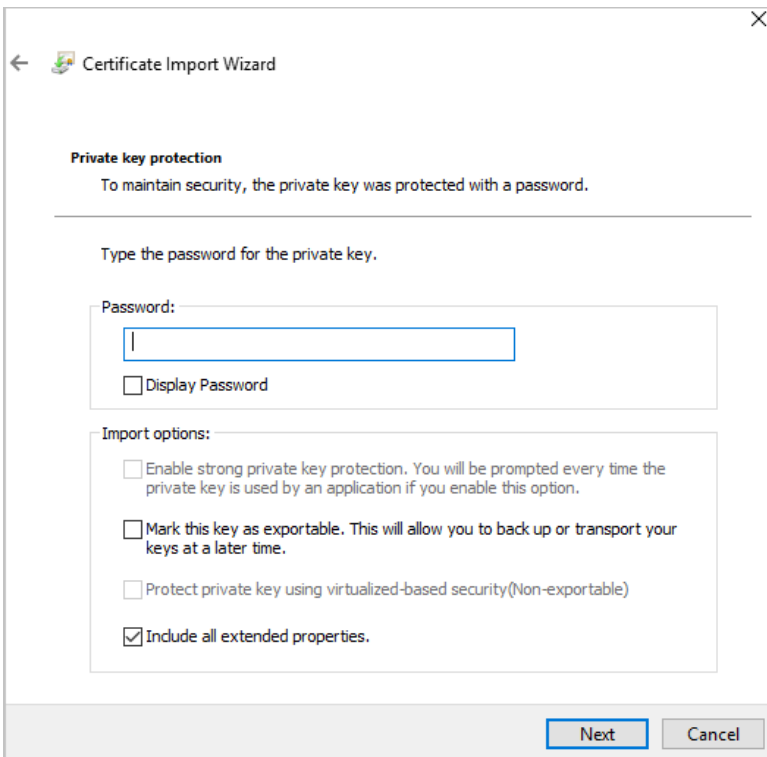 Certificate Import Wizard
Private key protection
To maintain security, the private key was protected with a password.
Type the password for the private key.
Password:
Display Password
Import options:
Enable strong private key protection. You will be prompted every time the
private key is used by an application if you enable this option.
Mark this key as exportable. This will allow you to back up or transport your
keys at a later time.
Protect private key using virtualized-based security(Non-exportable)
Include all extended properties.
Next Cancel